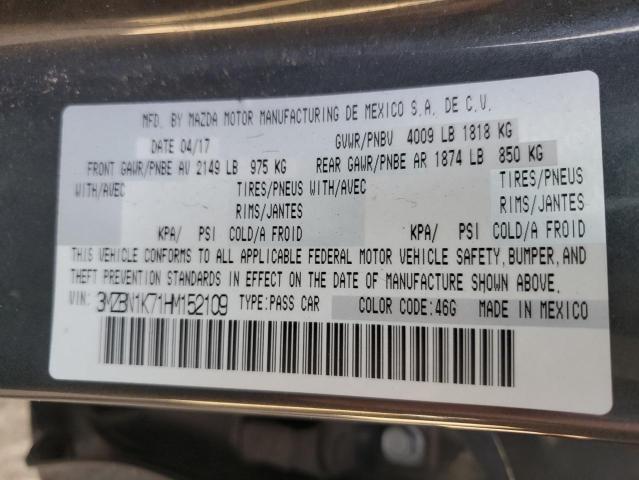 MFD. BY MAZDA MOTOR MANUFACTURING DE MEXICO S.A. DE C.V.
DATE 04/17 GVWR/PNBV 4009 LB 1818 KG
FRONT GAWR/PNBE AV 2149 LB 975 KG REAR GAWR/PNBE AR 1874 LB 850 KG
WITH/AVEC TIRES/PNEUS WITH/AVEC TIRES/PNEUS
RIMS/JANTES RIMS/JANTES
KPA/ PSI COLD/A FROID KPA/ PSI COLD/A FROID
THIS VEHICLE CONFORMS TO ALL APPLICABLE FEDERAL MOTOR VEHICLE SAFETY, BUMPER, AND
THEFT PREVENTION STANDARDS IN EFFECT ON THE DATE OF MANUFACTURE SHOWN ABOVE.
VIN: 3MZBN1K71HM152109 TYPE:PASS CAR COLOR CODE:46G MADE IN MEXICO